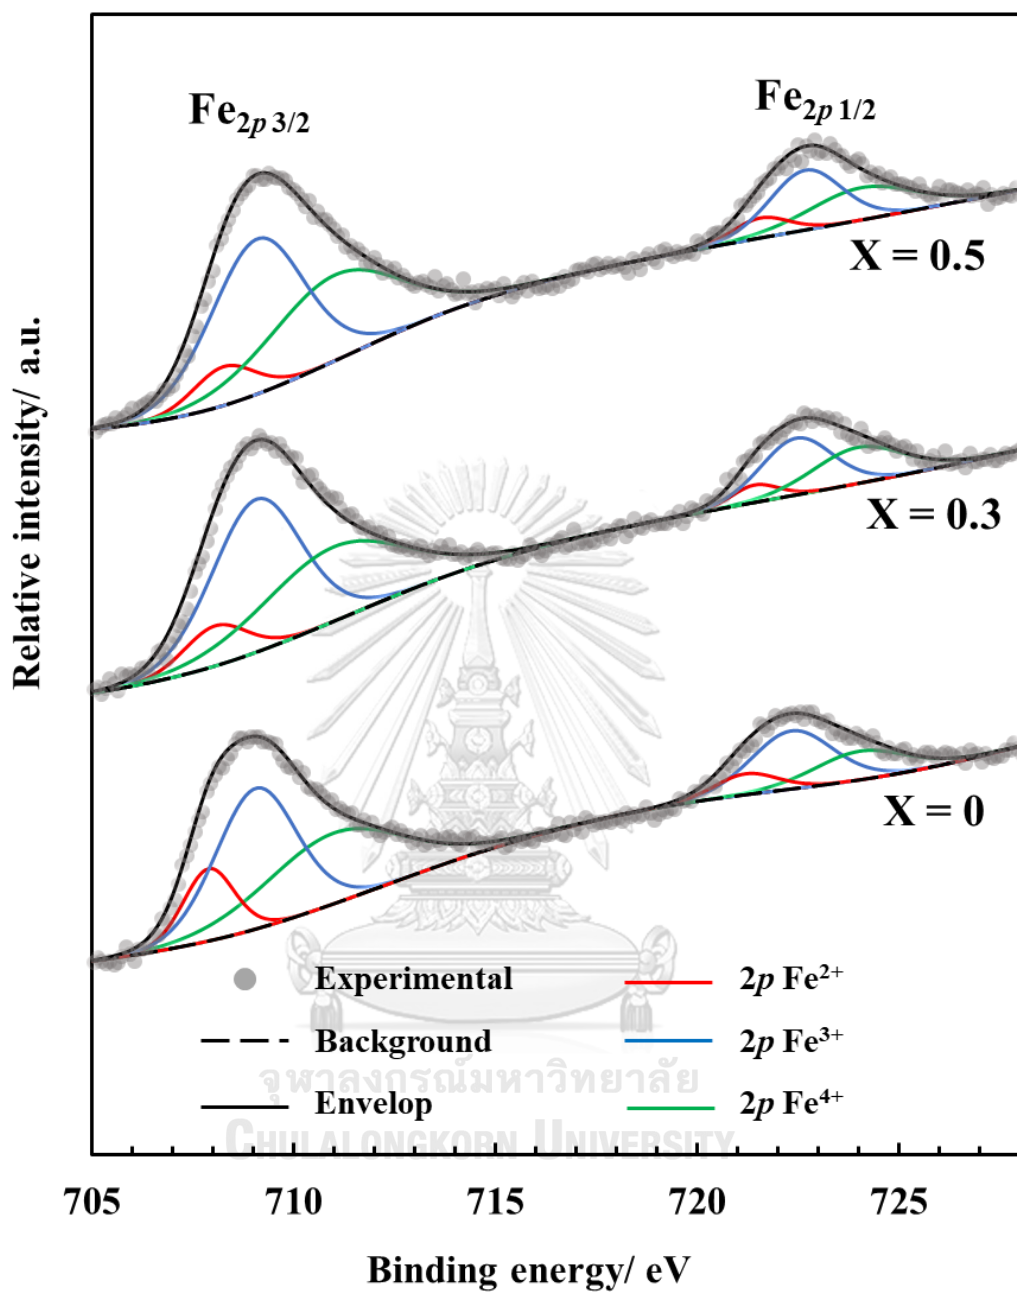 Fe2p 3/2
Fe2p 1/2
X = 0.5
X = 0.3
X = 0
Relative intensity/ a.u.
Experimental
2p Fe2+
Background
2p Fe3+
Envelop
2p Fe4+
จุฬาลงกรณ์มหาวิทยาลัย
CHULALONGKORN UNIVERSITY
705 710 715 720 725
Binding energy/ eV